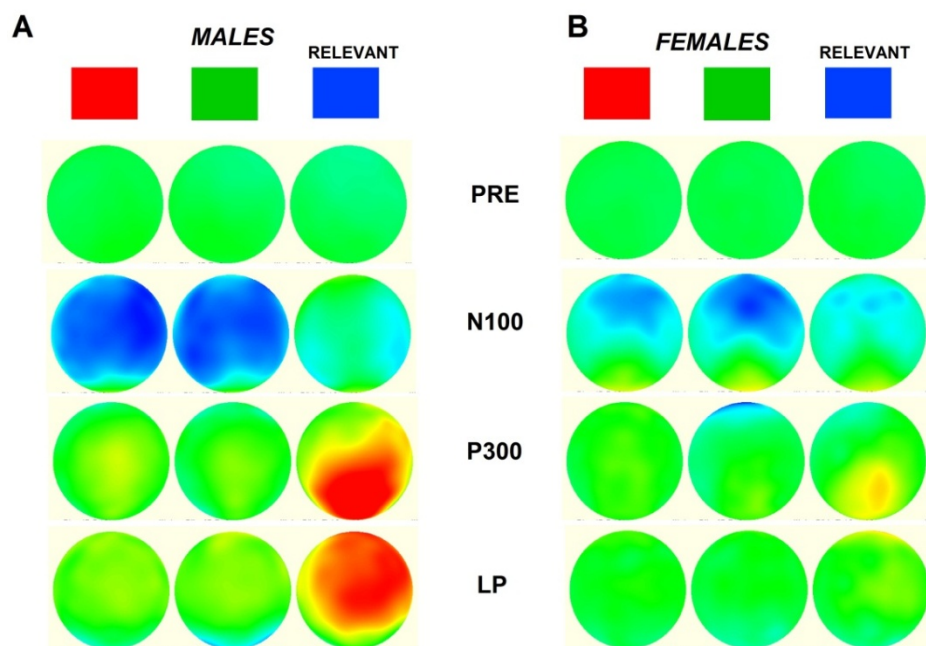 A
MALES
RELEVANT
B
FEMALES
RELEVANT
PRE
N100
P300
LP